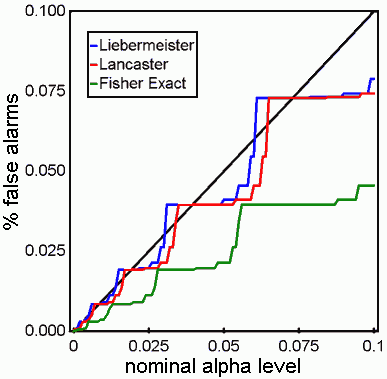 0.100
0.075
0.050
0.025
0.000
% false alarms
Liebermeister
Lancaster
Fisher Exact
0 0.025 0.05 0.075 0.1
nominal alpha level